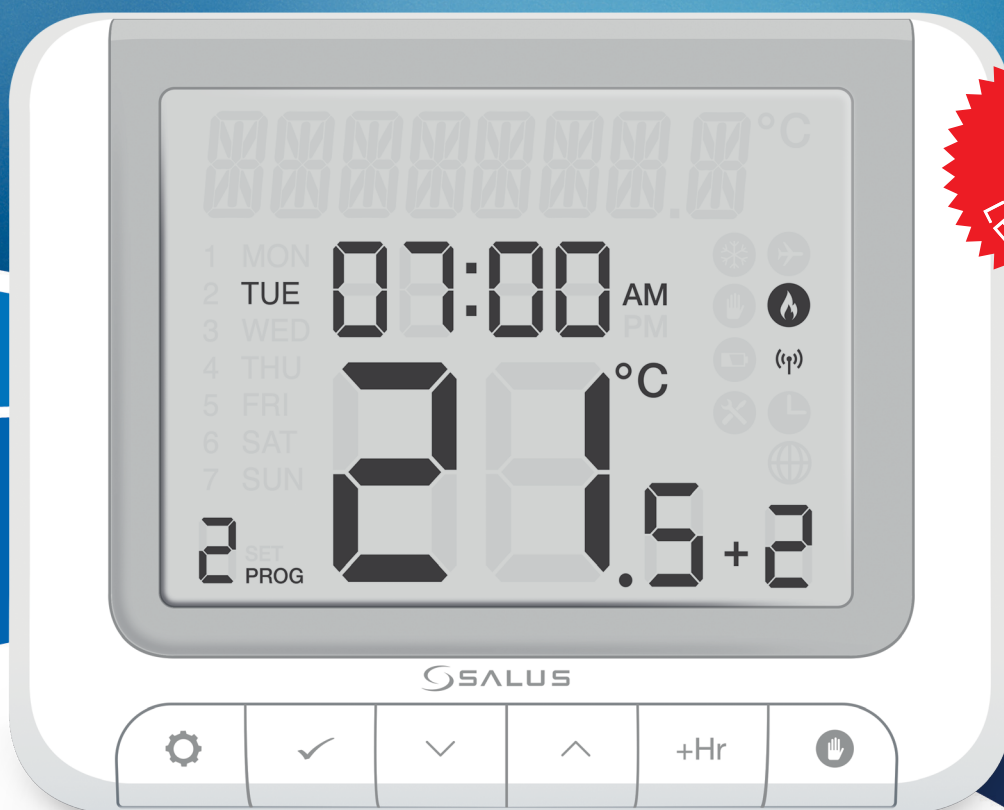 °C
1 MON
2 TUE 07:00 AM
3 WED PM
4 THU
5 FRI
6 SAT
7 SUN
21.5 °C +2
2 SET PROG
SALUS
+Hr